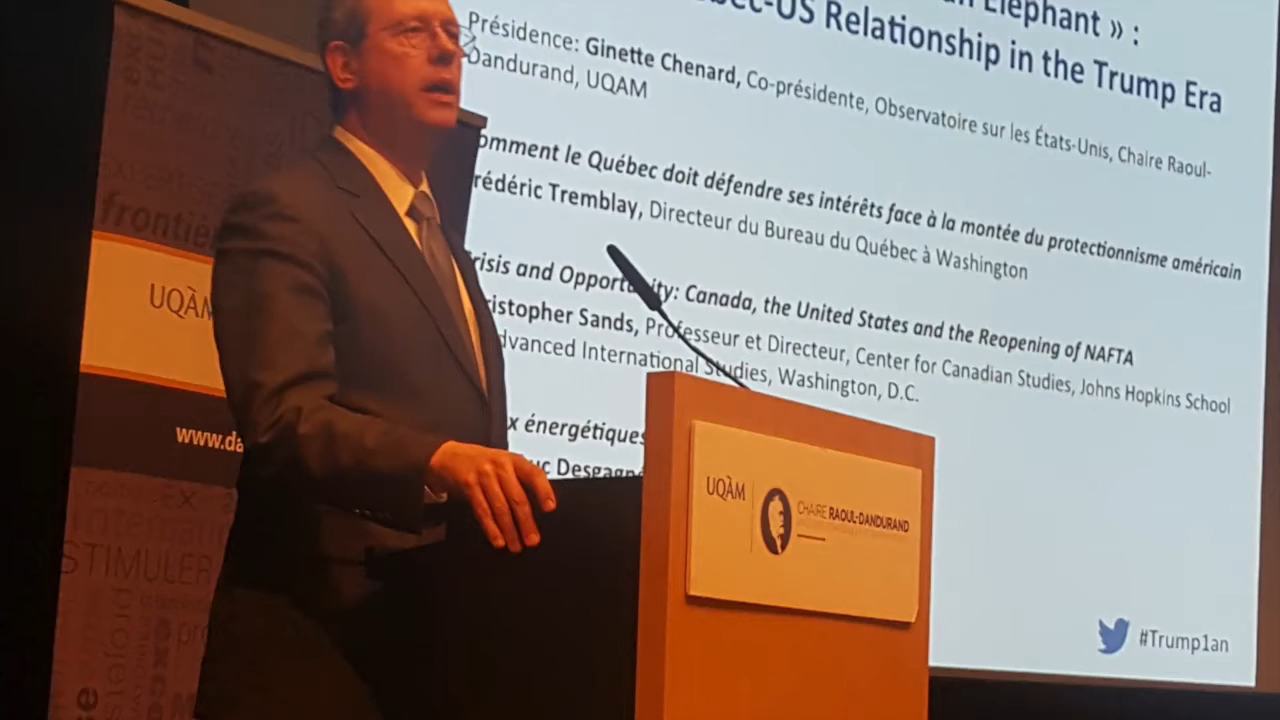 Elephant » :
-US Relationship in the Trump Era
Présidence: Ginette Chenard, Co-présidente, Observatoire sur les États-Unis, Chaire Raoul-
Dandurand, UQAM
omment le Québec doit défendre ses intérêts face à la montée du protectionnisme américain
rédéric Tremblay, Directeur du Bureau du Québec à Washington
risis and Opportunity: Canada, the United States and the Reopening of NAFTA
ristopher Sands, Professeur et Directeur, Center for Canadian Studies, Johns Hopkins School
dvanced International Studies, Washington, D.C.
x énergétiques
uc Desgagné
#Trump1an
frontiè
UQÀM
www.da
STIMULER
UQÀM
CHAIRE RAOUL-DANDURAND